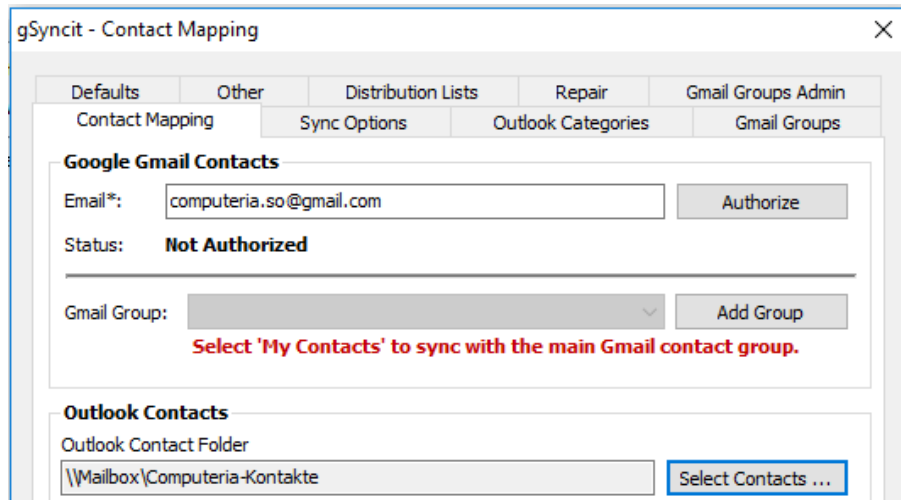 gSyncit - Contact Mapping
Defaults Other Distribution Lists Repair Gmail Groups Admin
Contact Mapping Sync Options Outlook Categories Gmail Groups
Google Gmail Contacts
Email*: computeria.so@gmail.com Authorize
Status: Not Authorized
Gmail Group: Add Group
Select 'My Contacts' to sync with the main Gmail contact group.
Outlook Contacts
Outlook Contact Folder
\\Mailbox\Computeria-Kontakte Select Contacts ...